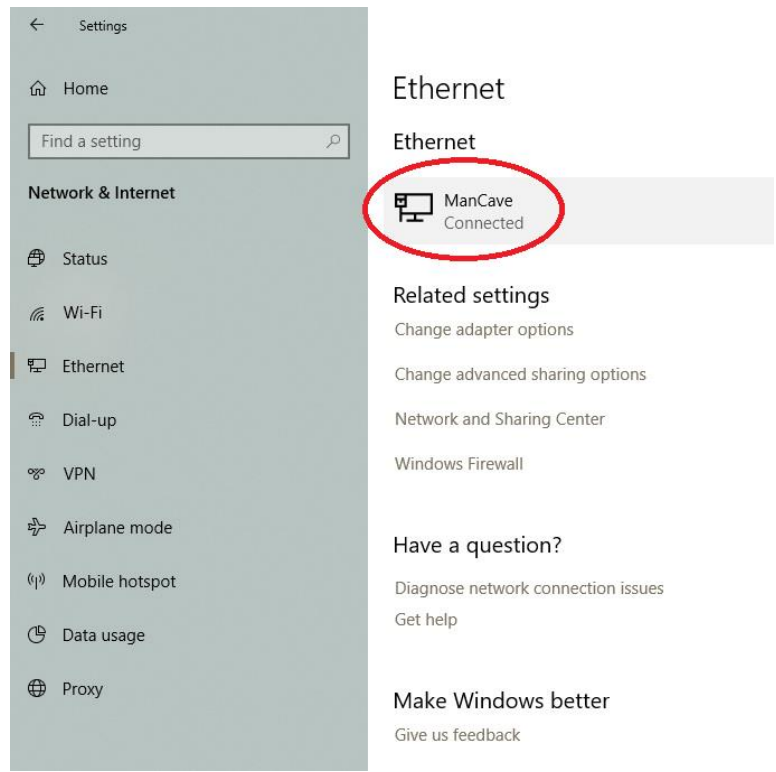 Settings
Home
Find a setting
Network & Internet
Status
Wi-Fi
Ethernet
Dial-up
VPN
Airplane mode
Mobile hotspot
Data usage
Proxy
Ethernet
Ethernet
ManCave
Connected
Related settings
Change adapter options
Change advanced sharing options
Network and Sharing Center
Windows Firewall
Have a question?
Diagnose network connection issues
Get help
Make Windows better
Give us feedback